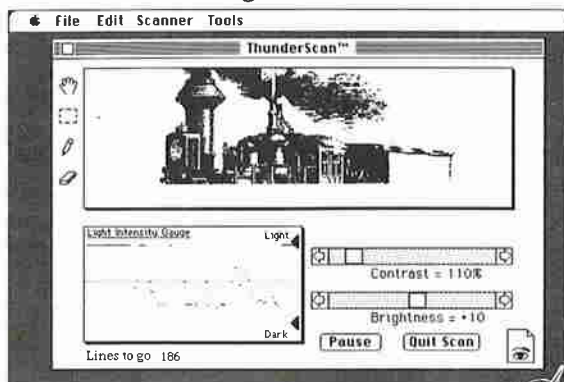 File Edit Scanner Tools
ThunderScan™
Light Intensity Gauge
Light
Dark
Contrast = 110%
Brightness = +10
Pause
Quit Scan
Lines to go 186